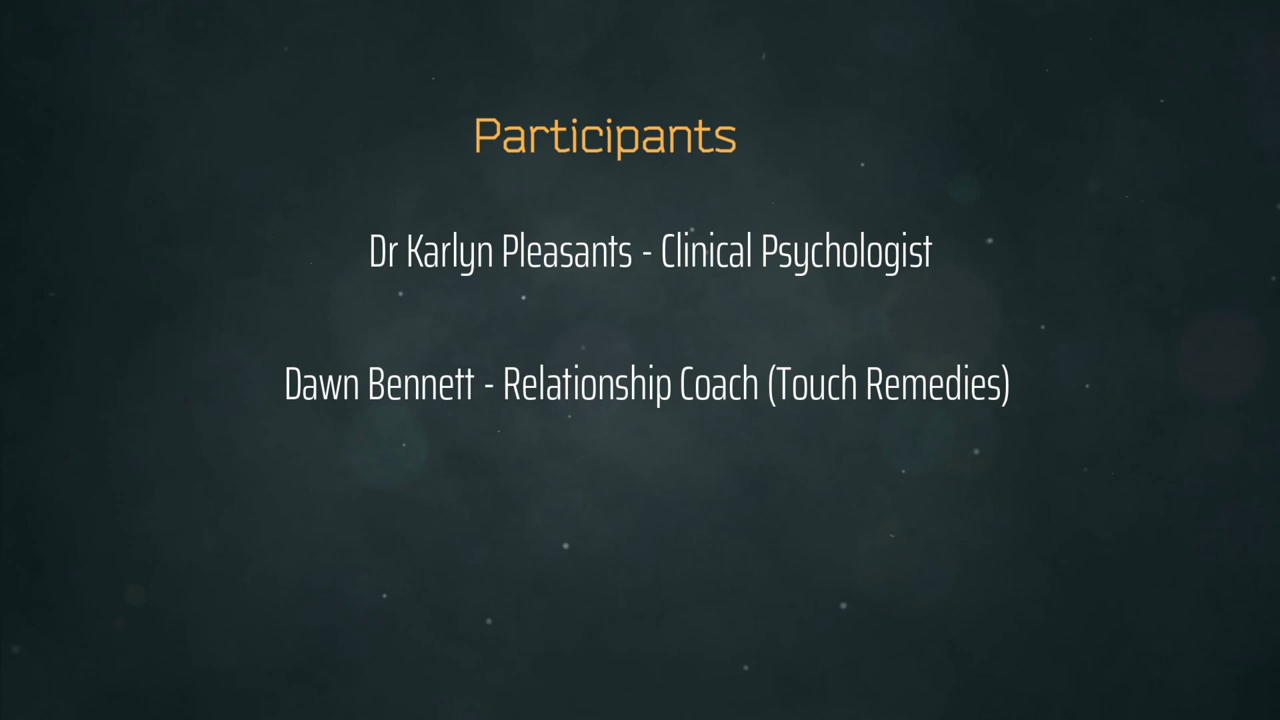 Participants
Dr Karlyn Pleasants - Clinical Psychologist
Dawn Bennett - Relationship Coach (Touch Remedies)